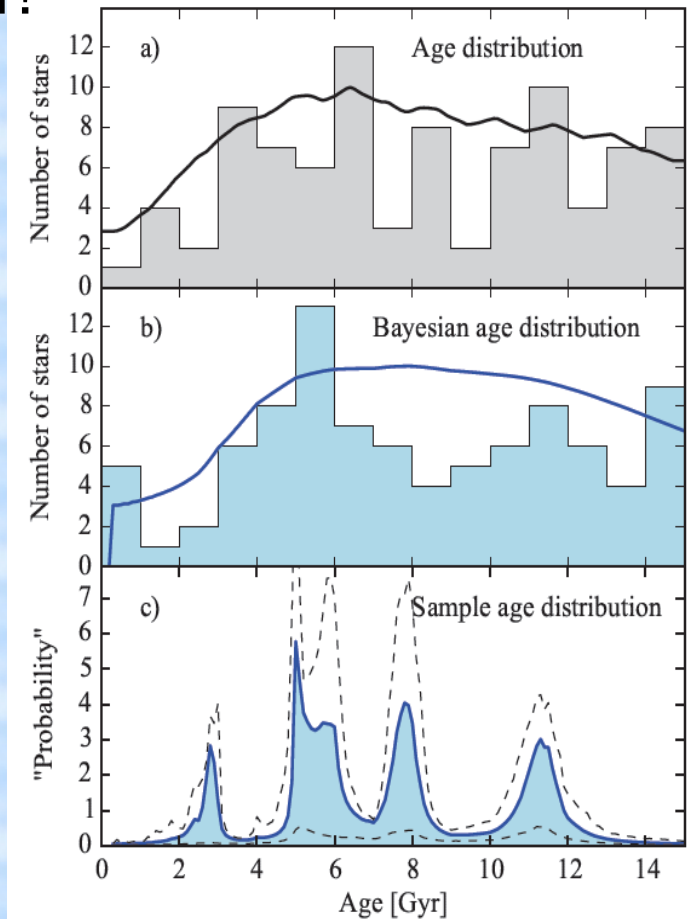 12
10
8
6
4
2
0
Number of stars
a)
Age distribution
12
10
8
6
4
2
0
Number of stars
b)
Bayesian age distribution
7
6
5
4
3
2
1
0
"Probability"
c)
Sample age distribution
0 2 4 6 8 10 12 14
Age [Gyr]